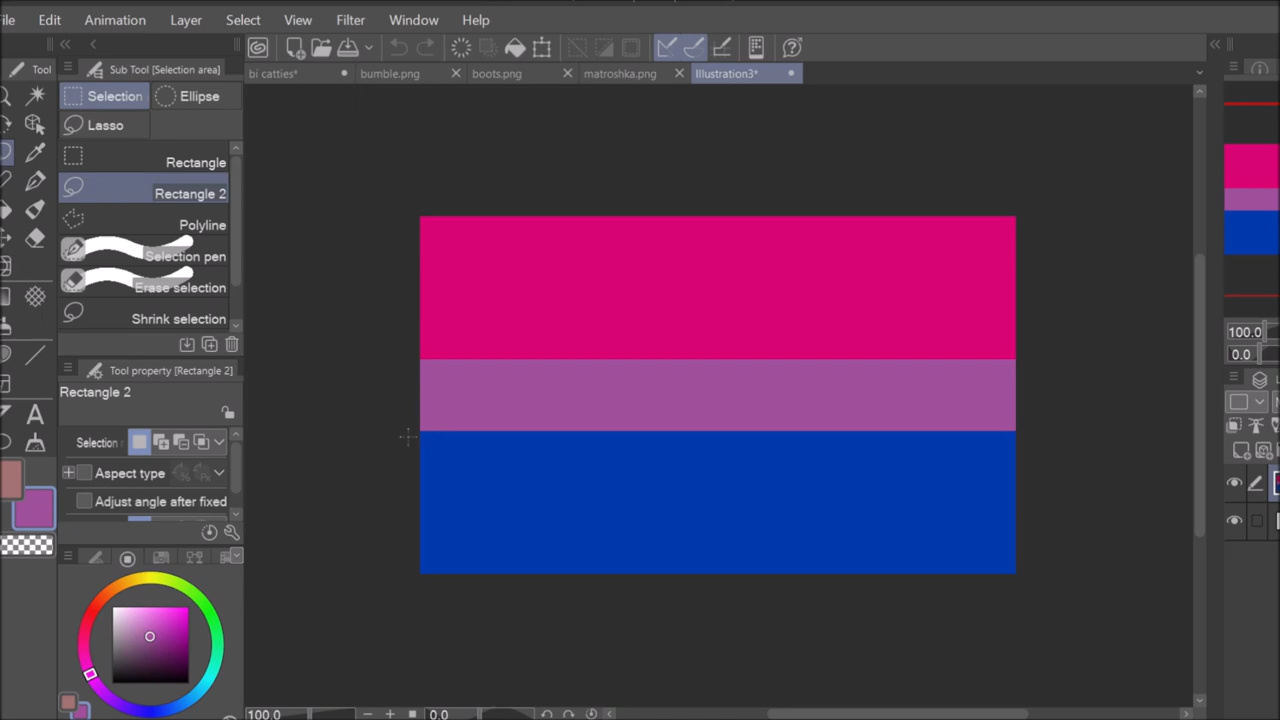 File Edit Animation Layer Select View Filter Window Help
Tool
Sub Tool [Selection area]
bi catties* bumble.png boots.png matroshka.png Illustration3*
Selection Ellipse
Lasso
Rectangle
Rectangle 2
Polyline
Selection pen
Erase selection
Shrink selection
Tool property [Rectangle 2]
Rectangle 2
Selection
Aspect type
Adjust angle after fixed
A
100.0
0.0
100.0 0.0